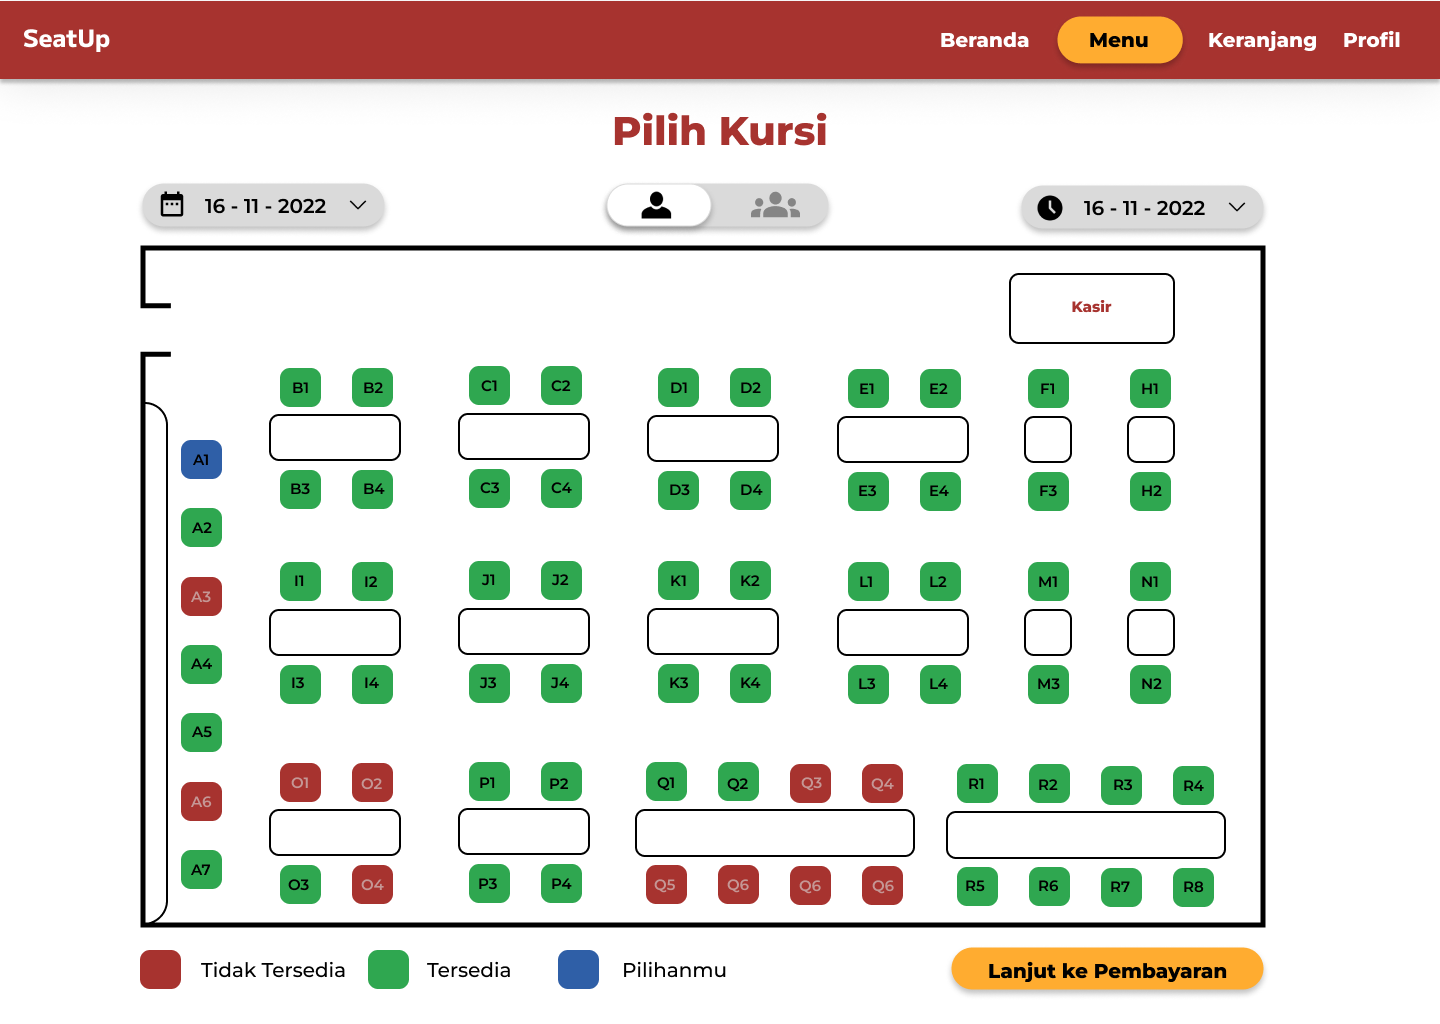 SeatUp
Beranda Menu Keranjang Profil
Pilih Kursi
16 - 11 - 2022
16 - 11 - 2022
Kasir
B1 B2 C1 C2 D1 D2 E1 E2 F1 H1
A1
B3 B4 C3 C4 D3 D4 E3 E4 F3 H2
A2
I1 I2 J1 J2 K1 K2 L1 L2 M1 N1
A3
A4
I3 I4 J3 J4 K3 K4 L3 L4 M3 N2
A5
O1 O2 P1 P2 Q1 Q2 Q3 Q4 R1 R2 R3 R4
A6
A7
O3 O4 P3 P4 Q5 Q6 Q6 Q6 R5 R6 R7 R8
Tidak Tersedia Tersedia Pilihanmu
Lanjut ke Pembayaran